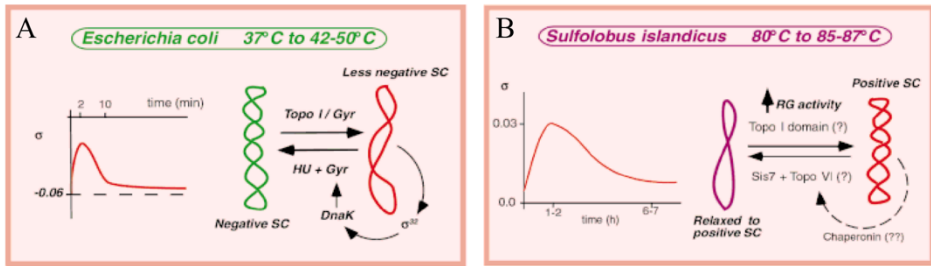 A
Escherichia coli 37°C to 42-50°C
2 10 time (min)
σ
-0.06
Less negative SC
Topo I / Gyr
HU + Gyr
DnaK
σ³²
Negative SC
B
Sulfolobus islandicus 80°C to 85-87°C
σ
0.03
0.0
1-2 time (h) 6-7
Positive SC
RG activity
Topo I domain (?)
Sis7 + Topo VI (?)
Relaxed to
positive SC
Chaperonin (??)